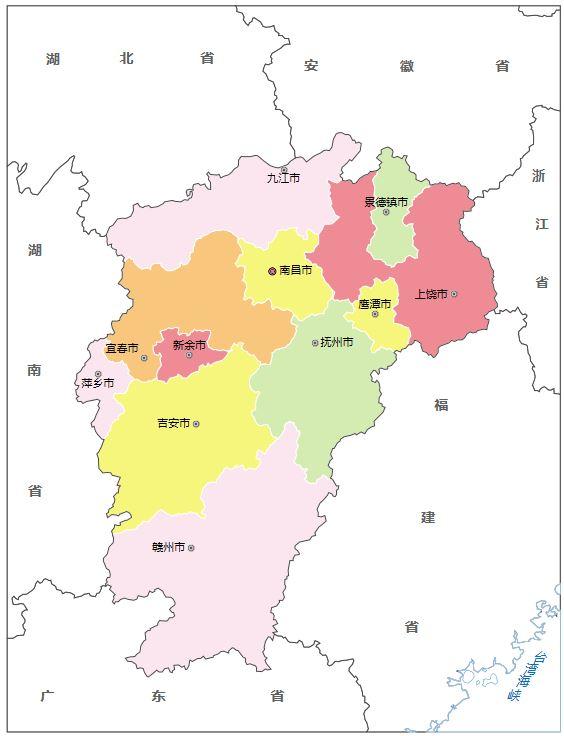 湖北省
安徽省
浙江省
湖南省
九江市
景德镇市
南昌市
上饶市
鹰潭市
抚州市
宜春市
新余市
萍乡市
吉安市
赣州市
福建省
广东省
台湾海峡